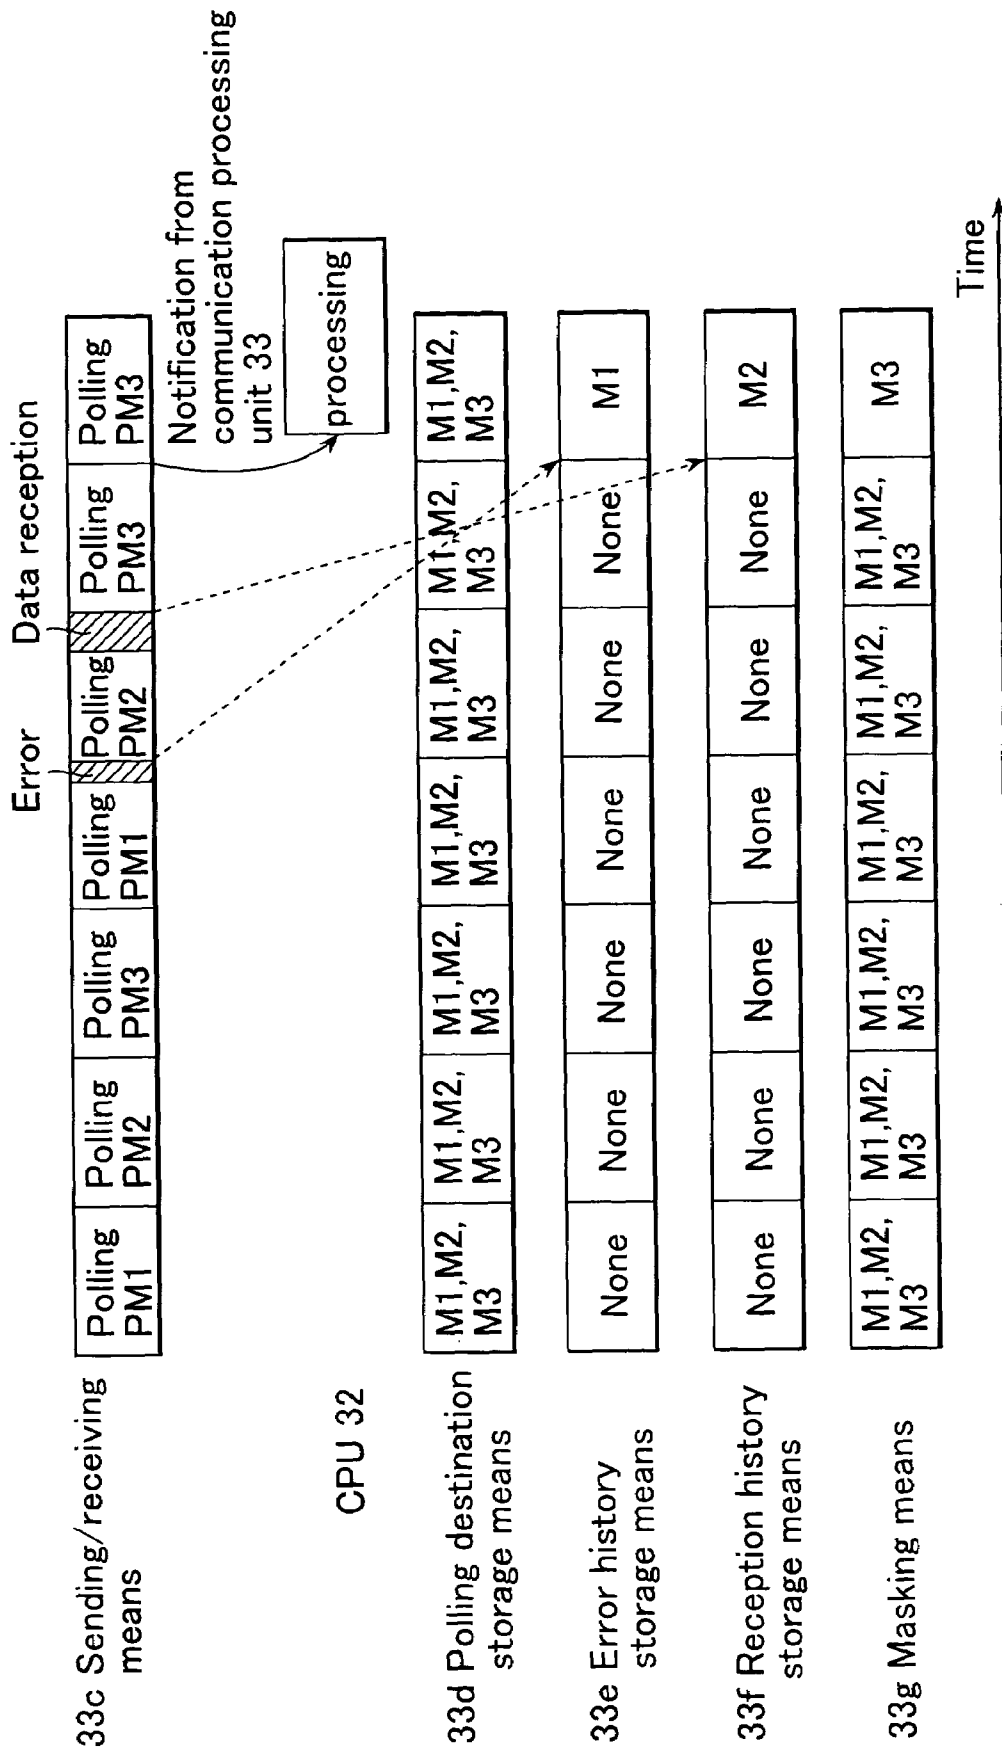 Error
Data reception
33c Sending/receiving
means
Polling
PM1
Polling
PM2
Polling
PM3
Polling
PM1
Polling
PM2
Polling
PM3
Polling
PM3
Notification from
communication processing
unit 33
CPU 32
processing
33d Polling destination
storage means
M1,M2,
M3
M1,M2,
M3
M1,M2,
M3
M1,M2,
M3
M1,M2,
M3
M1,M2,
M3
M1,M2,
M3
33e Error history
storage means
None
None
None
None
None
None
M1
33f Reception history
storage means
None
None
None
None
None
None
M2
33g Masking means
M1,M2,
M3
M1,M2,
M3
M1,M2,
M3
M1,M2,
M3
M1,M2,
M3
M1,M2,
M3
M3
Time